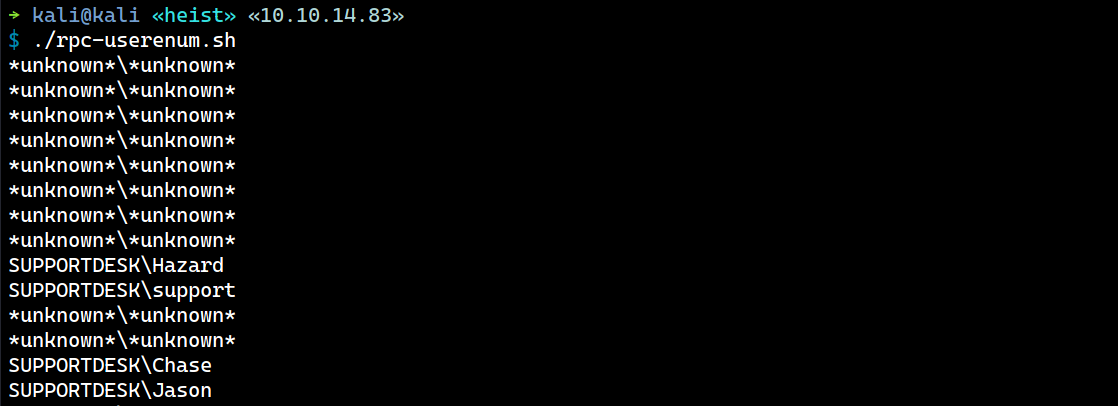 → kali@kali «heist» «10.10.14.83»
$ ./rpc-userenum.sh
*unknown*\*unknown*
*unknown*\*unknown*
*unknown*\*unknown*
*unknown*\*unknown*
*unknown*\*unknown*
*unknown*\*unknown*
*unknown*\*unknown*
*unknown*\*unknown*
SUPPORTDESK\Hazard
SUPPORTDESK\support
*unknown*\*unknown*
*unknown*\*unknown*
SUPPORTDESK\Chase
SUPPORTDESK\Jason